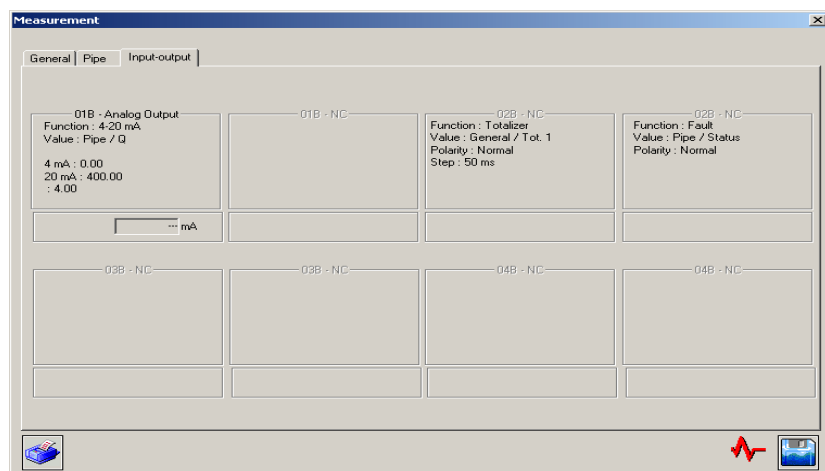 Measurement
General
Pipe
Input-output
01B - Analog Output
Function : 4-20 mA
Value : Pipe / Q
4 mA : 0.00
20 mA : 400.00
: 4.00
--- mA
01B - NC
02B - NC
Function : Totalizer
Value : General / Tot. 1
Polarity : Normal
Step : 50 ms
02B - NC
Function : Fault
Value : Pipe / Status
Polarity : Normal
03B - NC
03B - NC
04B - NC
04B - NC